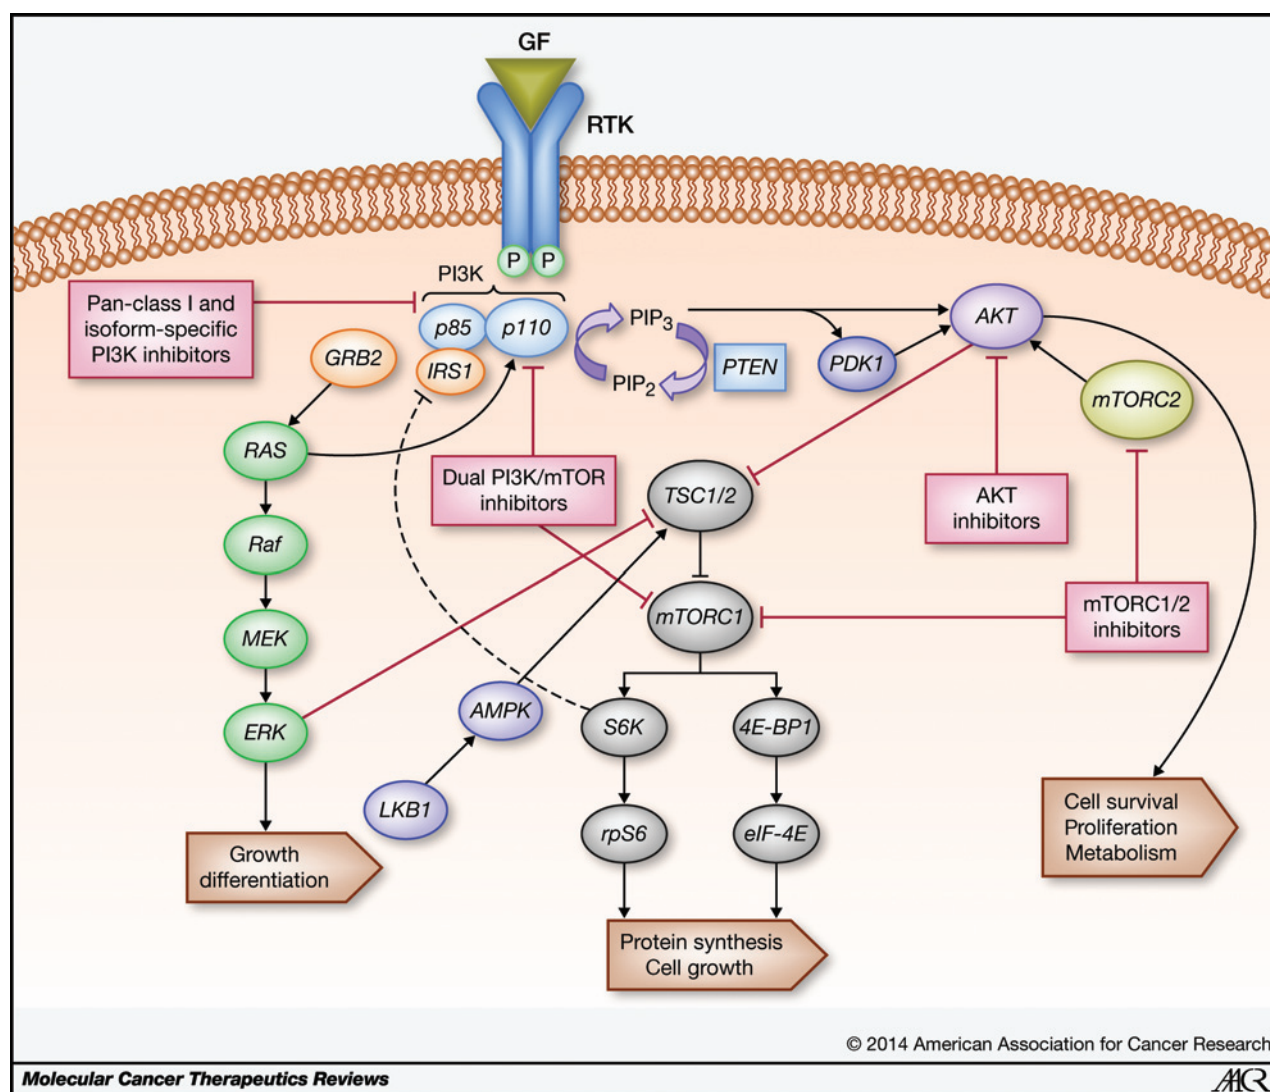 GF
RTK
P P
PI3K
Pan-class I and
isoform-specific
PI3K inhibitors
p85
p110
IRS1
GRB2
PIP3
PIP2
PTEN
PDK1
AKT
mTORC2
RAS
Dual PI3K/mTOR
inhibitors
TSC1/2
AKT
inhibitors
Raf
mTORC1
mTORC1/2
inhibitors
MEK
AMPK
ERK
S6K
4E-BP1
LKB1
rpS6
eIF-4E
Cell survival
Proliferation
Metabolism
Growth
differentiation
Protein synthesis
Cell growth
© 2014 American Association for Cancer Research
Molecular Cancer Therapeutics Reviews
AACR